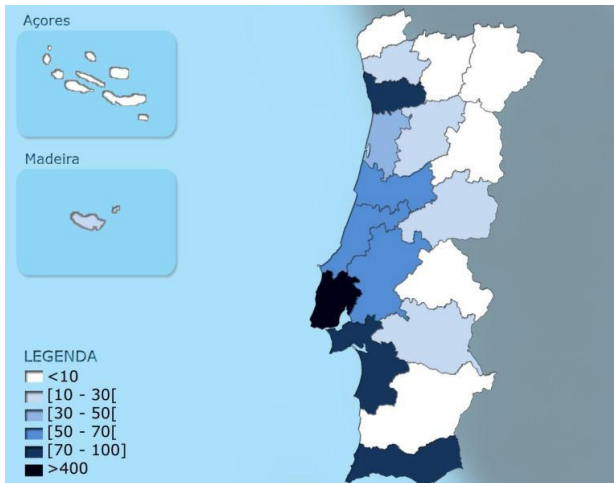 Açores
Madeira
LEGENDA
<10
[10 - 30[
[30 - 50[
[50 - 70[
[70 - 100]
>400